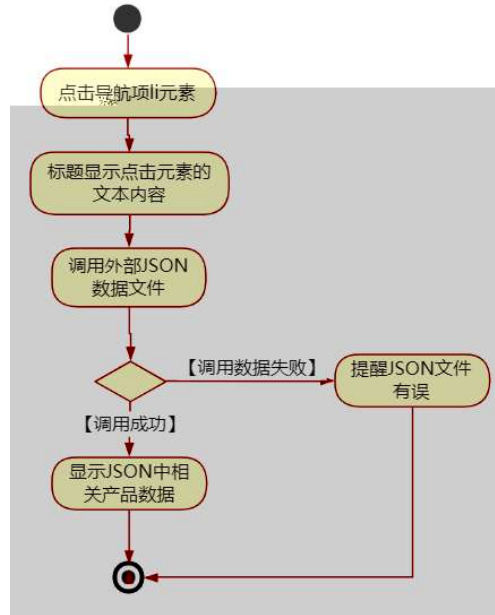 点击导航项li元素
标题显示点击元素的
文本内容
调用外部JSON
数据文件
【调用数据失败】
提醒JSON文件
有误
【调用成功】
显示JSON中相
关产品数据